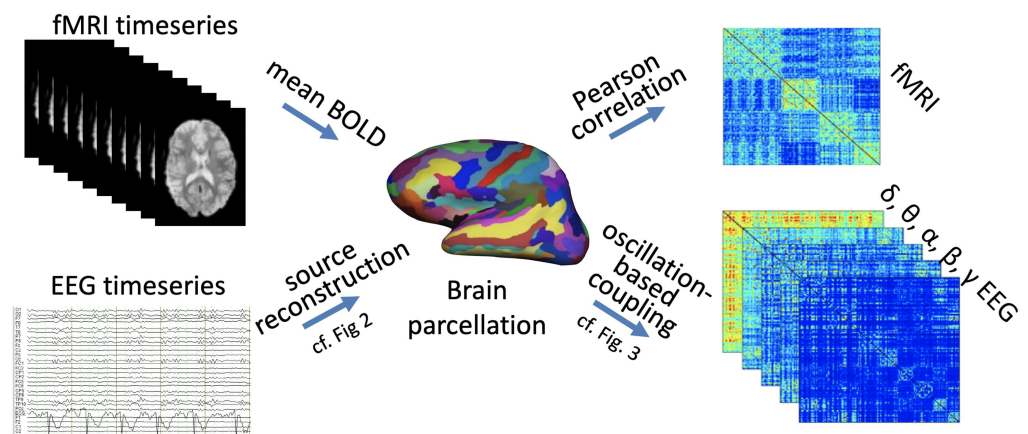 fMRI timeseries
mean BOLD
Pearson
correlation
fMRI
EEG timeseries
source
reconstruction
cf. Fig 2
Brain
parcellation
oscillation-
based
coupling
cf. Fig. 3
δ, θ, α, β, γ EEG